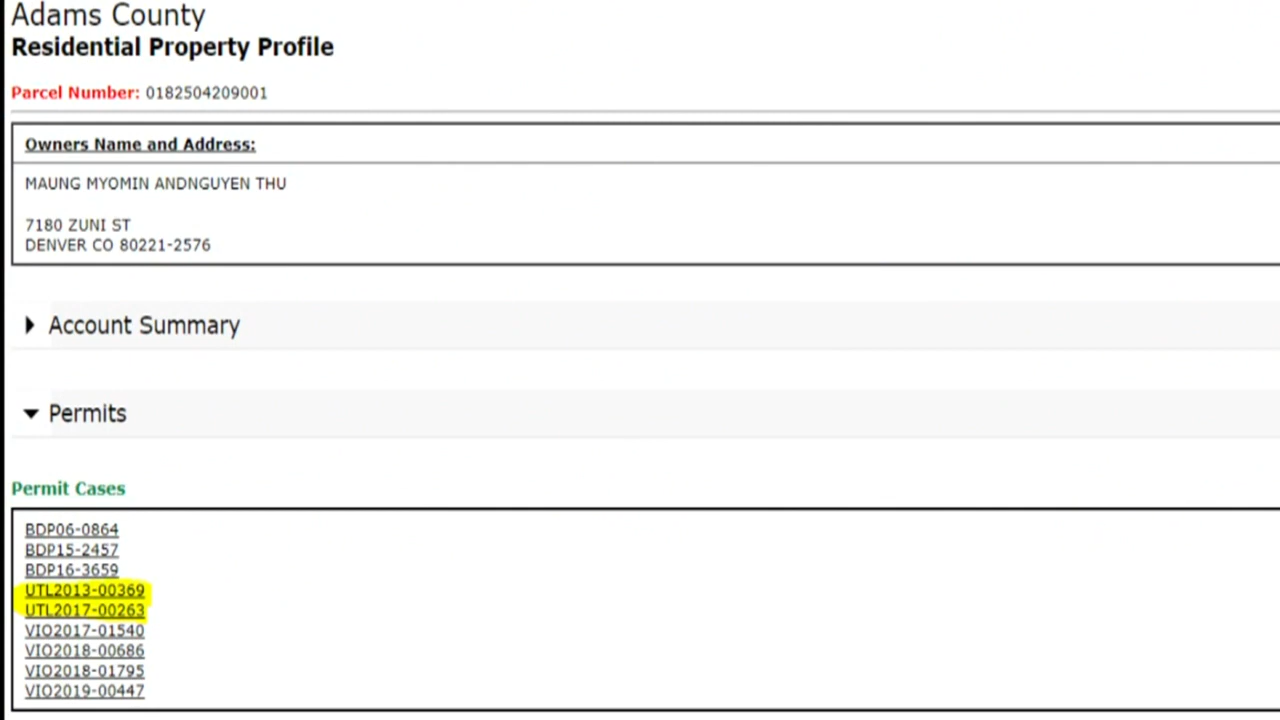 Adams County
Residential Property Profile
Parcel Number: 0182504209001
Owners Name and Address:
MAUNG MYOMIN ANDNGUYEN THU
7180 ZUNI ST
DENVER CO 80221-2576
Account Summary
Permits
Permit Cases
BDP06-0864
BDP15-2457
BDP16-3659
UTL2013-00369
UTL2017-00263
VIO2017-01540
VIO2018-00686
VIO2018-01795
VIO2019-00447